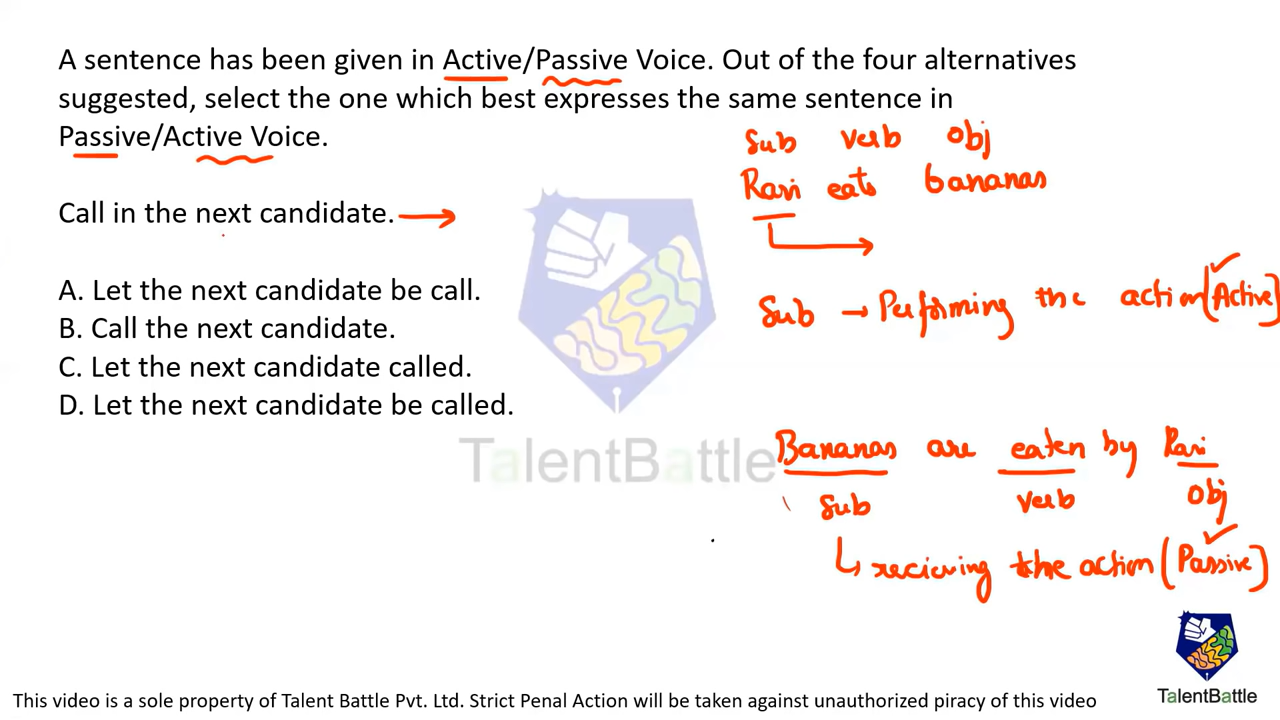 A sentence has been given in Active/Passive Voice. Out of the four alternatives
suggested, select the one which best expresses the same sentence in
Passive/Active Voice.
Sub verb obj
Ravi eats bananas
Call in the next candidate.
A. Let the next candidate be call.
B. Call the next candidate.
C. Let the next candidate called.
D. Let the next candidate be called.
Sub → Performing the action (Active)
Bananas are eaten by Ravi
Sub verb obj
recieving the action (Passive)
TalentBattle
TalentBattle
This video is a sole property of Talent Battle Pvt. Ltd. Strict Penal Action will be taken against unauthorized piracy of this video